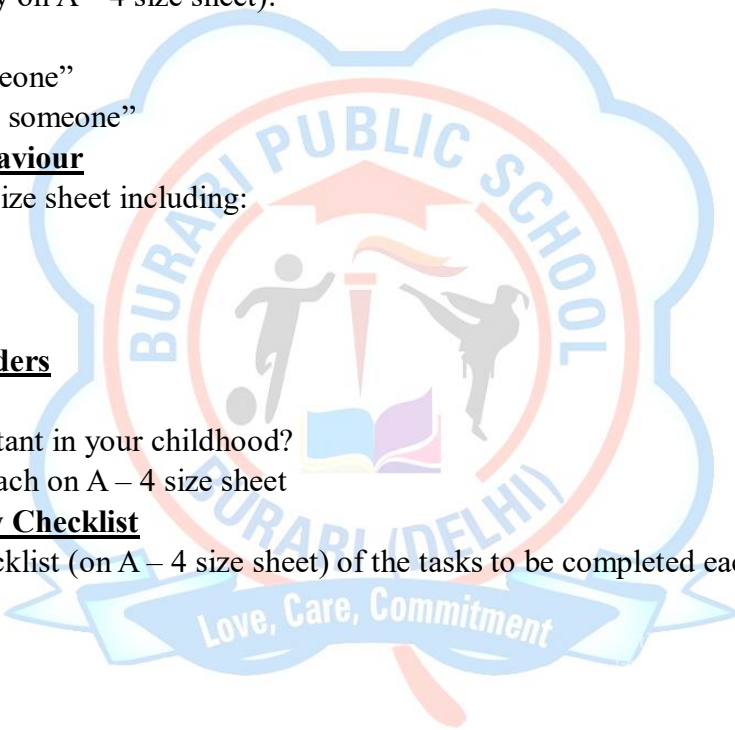 y on A – 4 size sheet).
eone”
someone”
aviour
ize sheet including:
BURARI PUBLIC SCHOOL
ders
tant in your childhood?
ach on A – 4 size sheet
BURARI (DELHI)
y Checklist
cklist (on A – 4 size sheet) of the tasks to be completed eac
Love, Care, Commitment